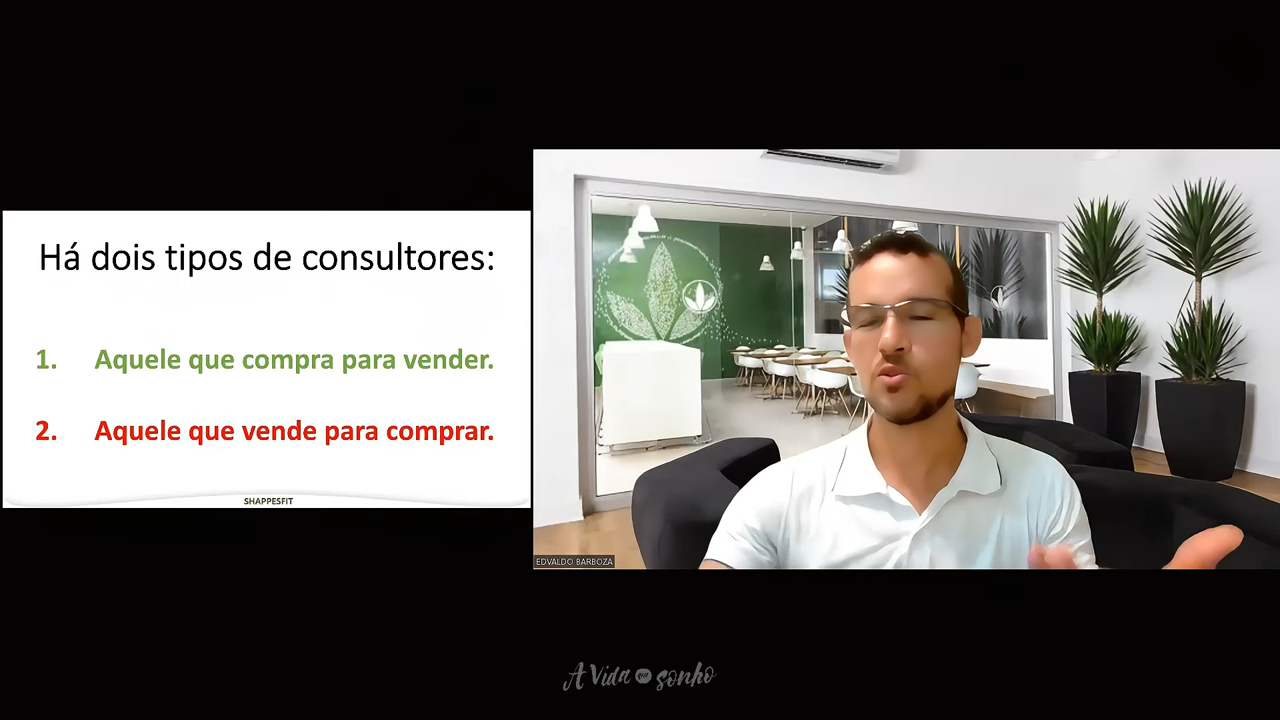 Há dois tipos de consultores:
1. Aquele que compra para vender.
2. Aquele que vende para comprar.
SHAPPESFIT
EDVALDO BARBOZA
A Vida que sonho